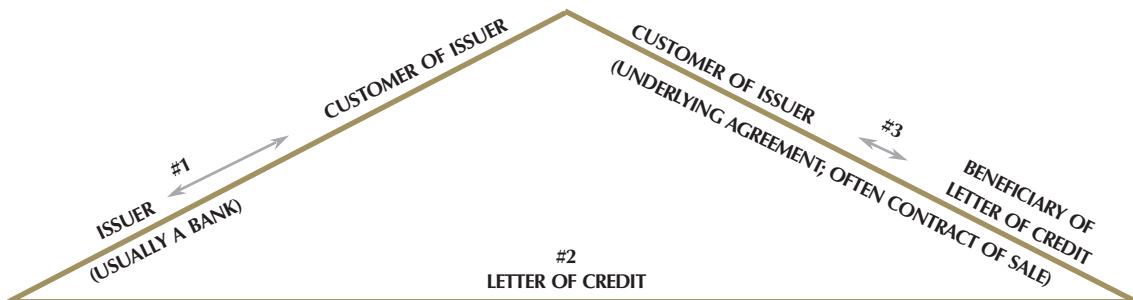 CUSTOMER OF ISSUER
#1
ISSUER
(USUALLY A BANK)
CUSTOMER OF ISSUER
(UNDERLYING AGREEMENT; OFTEN CONTRACT OF SALE)
#3
BENEFICIARY OF
LETTER OF CREDIT
#2
LETTER OF CREDIT